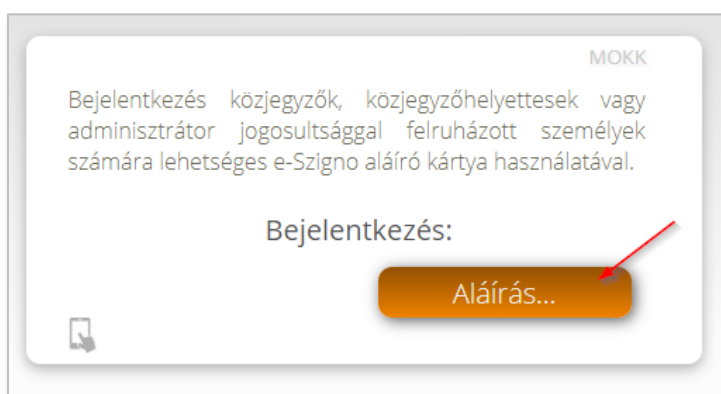 MOKK
Bejelentkezés közjegyzők, közjegyzőhelyettesek vagy
adminisztrátor jogosultsággal felruházott személyek
számára lehetséges e-Szigno aláíró kártya használatával.
Bejelentkezés:
Aláírás...